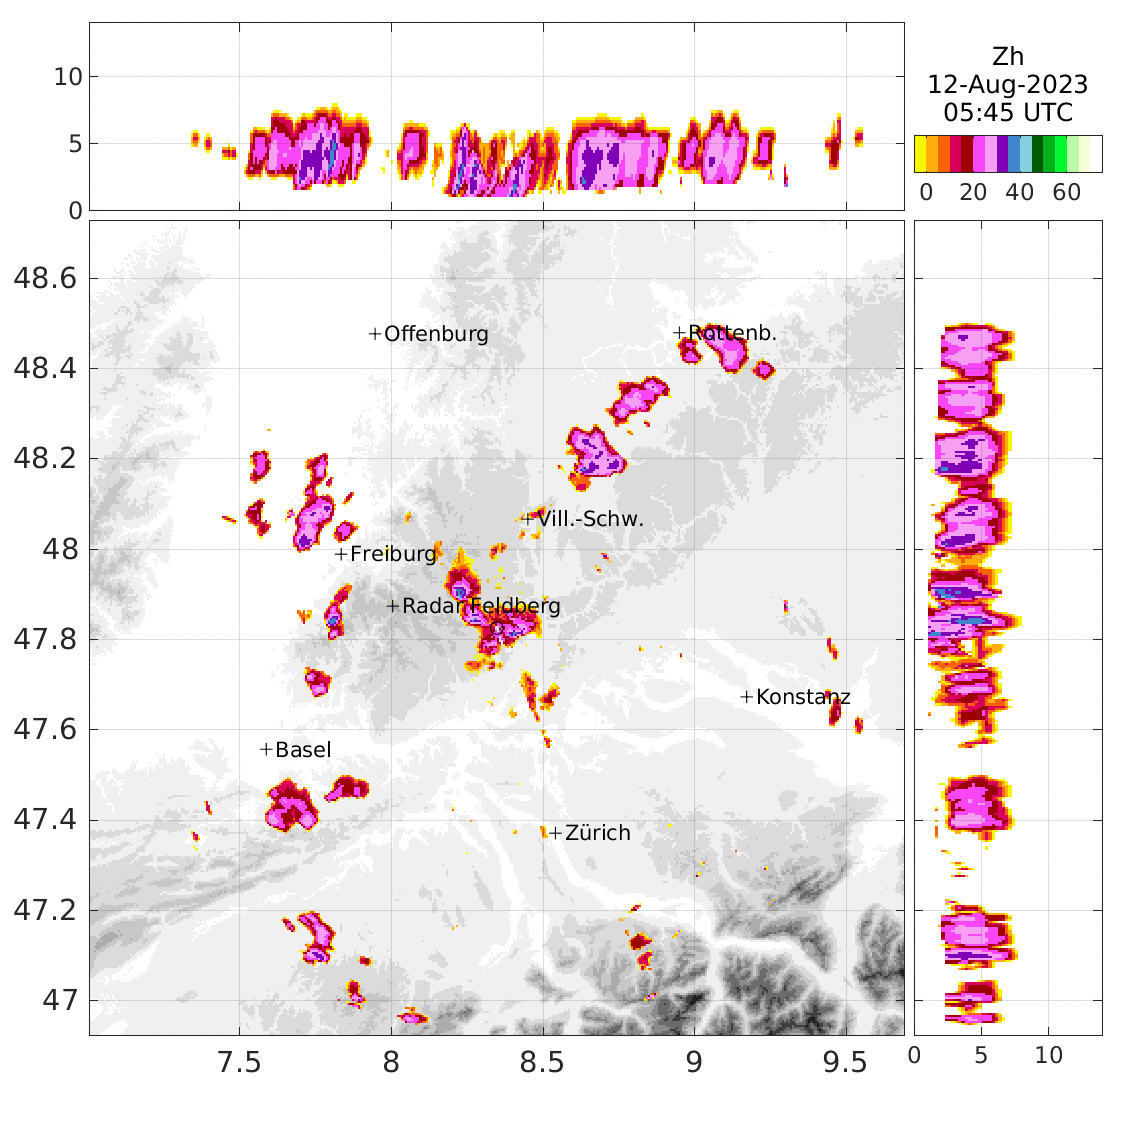 Zh
12-Aug-2023
05:45 UTC
0 20 40 60
10
5
0
48.6
48.4
48.2
48
47.8
47.6
47.4
47.2
47
+Offenburg
+Rottenb.
+Vill.-Schw.
+Freiburg
+Radar Feldberg
+Konstanz
+Basel
+Zürich
7.5 8 8.5 9 9.5
0 5 10